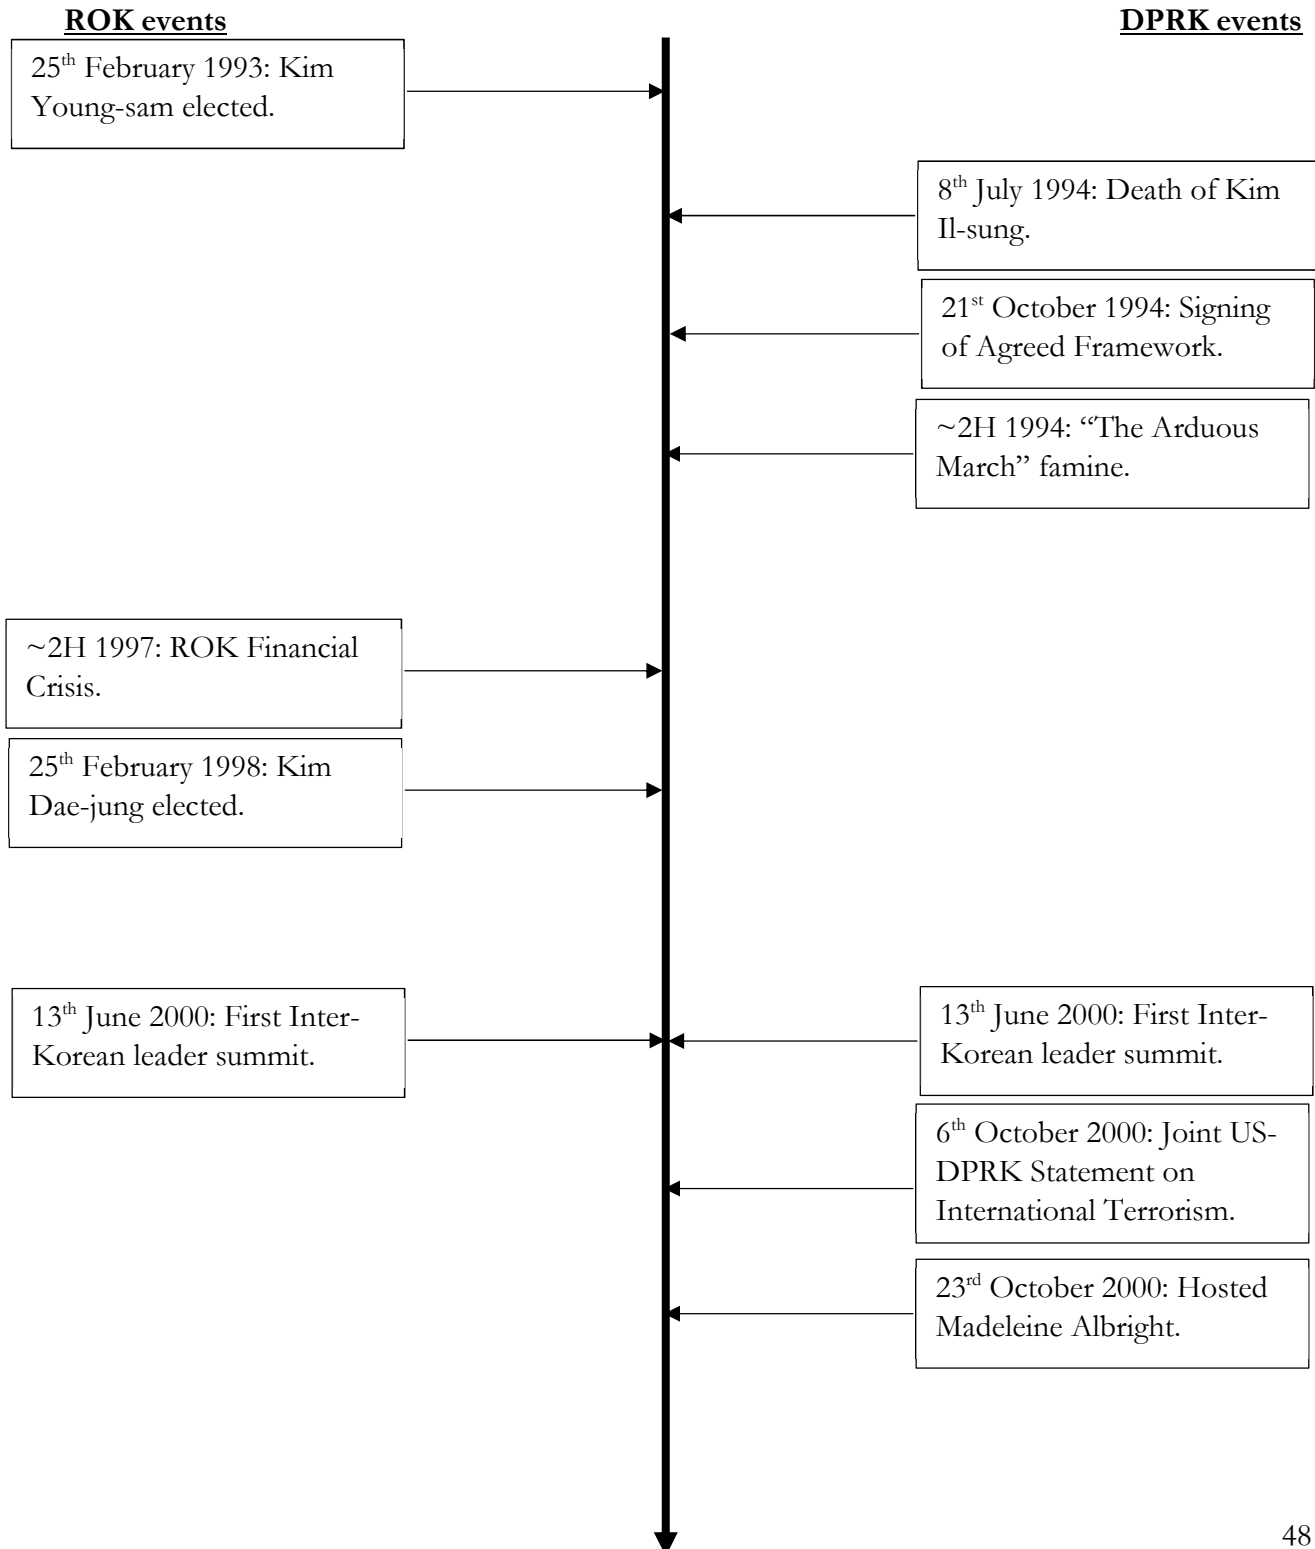 ROK events
DPRK events
25th February 1993: Kim
Young-sam elected.
8th July 1994: Death of Kim
Il-sung.
21st October 1994: Signing
of Agreed Framework.
~2H 1994: “The Arduous
March” famine.
~2H 1997: ROK Financial
Crisis.
25th February 1998: Kim
Dae-jung elected.
13th June 2000: First Inter-
Korean leader summit.
13th June 2000: First Inter-
Korean leader summit.
6th October 2000: Joint US-
DPRK Statement on
International Terrorism.
23rd October 2000: Hosted
Madeleine Albright.
48